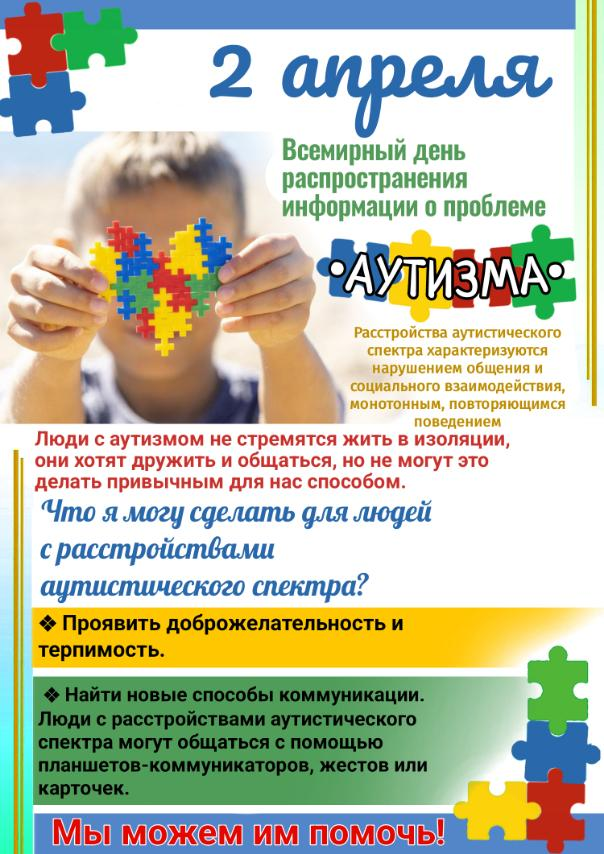 2 апреля
Всемирный день
распространения
информации о проблеме
•АУТИЗМА•
Расстройства аутистического
спектра характеризуются
нарушением общения и
социального взаимодействия,
монотонным, повторяющимся
поведением
Люди с аутизмом не стремятся жить в изоляции,
они хотят дружить и общаться, но не могут это
делать привычным для нас способом.
Что я могу сделать для людей
с расстройствами
аутистического спектра?
❖ Проявить доброжелательность и
терпимость.
❖ Найти новые способы коммуникации.
Люди с расстройствами аутистического
спектра могут общаться с помощью
планшетов-коммуникаторов, жестов или
карточек.
Мы можем им помочь!